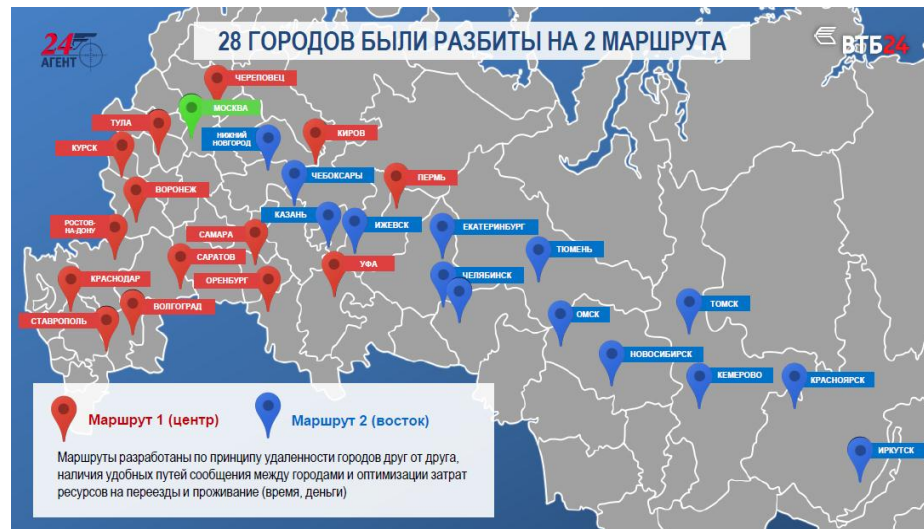 24
АГЕНТ
28 ГОРОДОВ БЫЛИ РАЗБИТЫ НА 2 МАРШРУТА
ВТБ24
ЧЕРЕПОВЕЦ
МОСКВА
ТУЛА
НИЖНИЙ
НОВГОРОД
КИРОВ
КУРСК
ЧЕБОКСАРЫ
ПЕРМЬ
ВОРОНЕЖ
КАЗАНЬ
ИЖЕВСК
РОСТОВ-
НА-ДОНУ
САМАРА
ЕКАТЕРИНБУРГ
ТЮМЕНЬ
САРАТОВ
УФА
КРАСНОДАР
ОРЕНБУРГ
ЧЕЛЯБИНСК
ВОЛГОГРАД
ТОМСК
СТАВРОПОЛЬ
ОМСК
НОВОСИБИРСК
КЕМЕРОВО
КРАСНОЯРСК
ИРКУТСК
Маршрут 1 (центр)
Маршрут 2 (восток)
Маршруты разработаны по принципу удаленности городов друг от друга,
наличия удобных путей сообщения между городами и оптимизации затрат
ресурсов на переезды и проживание (время, деньги)